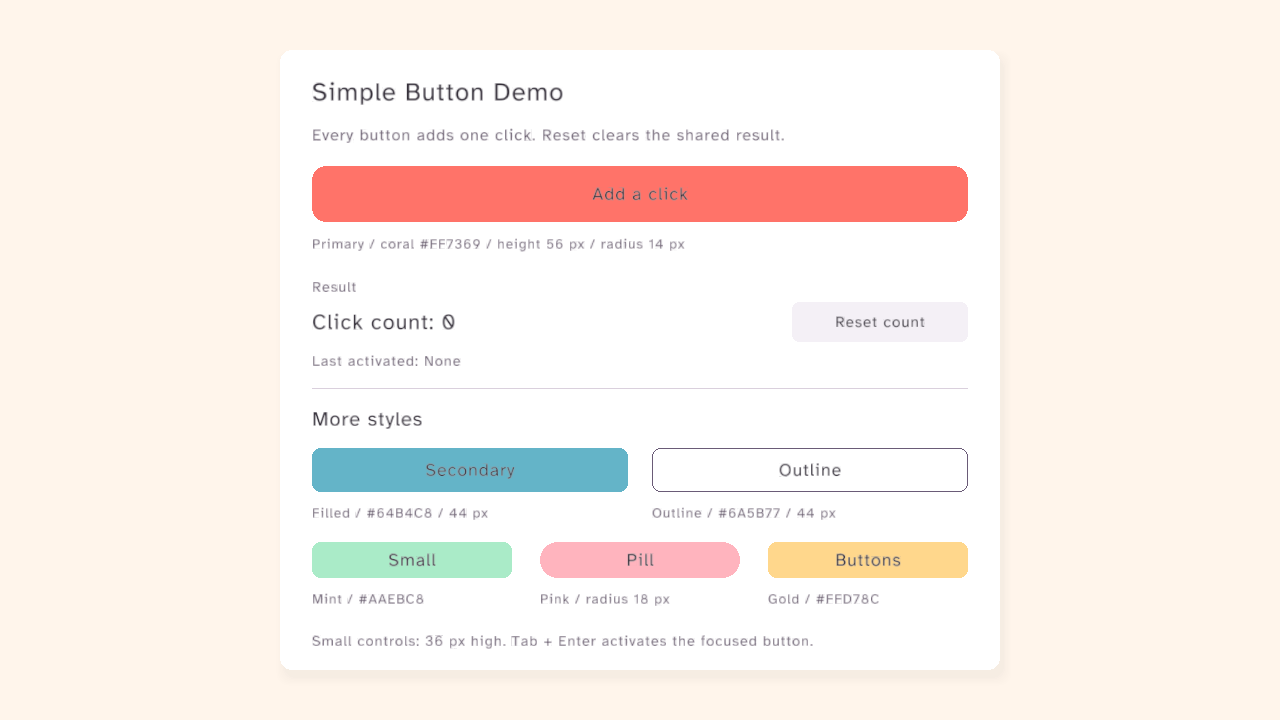 Simple Button Demo
Every button adds one click. Reset clears the shared result.
Add a click
Primary / coral #FF7369 / height 56 px / radius 14 px
Result
Click count: 0
Reset count
Last activated: None
More styles
Secondary
Outline
Filled / #64B4C8 / 44 px
Outline / #6A5B77 / 44 px
Small
Pill
Buttons
Mint / #AAEBC8
Pink / radius 18 px
Gold / #FFD78C
Small controls: 36 px high. Tab + Enter activates the focused button.